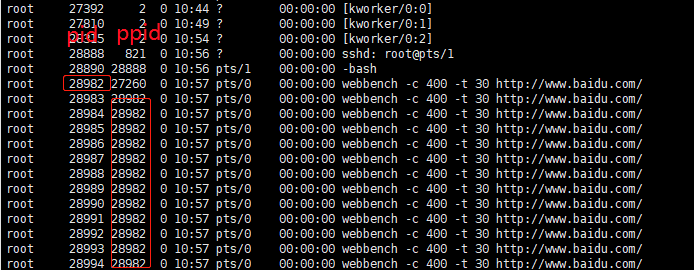 root 27392 2 0 10:44 ? 00:00:00 [kworker/0:0]
root 27810 2 0 10:49 ? 00:00:00 [kworker/0:1]
pid ppid
root 2 0 10:54 ? 00:00:00 [kworker/0:2]
root 28888 821 0 10:56 ? 00:00:00 sshd: root@pts/1
root 28890 28888 0 10:56 pts/1 00:00:00 -bash
root 28982 27260 0 10:57 pts/0 00:00:00 webbench -c 400 -t 30 http://www.baidu.com/
root 28983 28982 0 10:57 pts/0 00:00:00 webbench -c 400 -t 30 http://www.baidu.com/
root 28984 28982 0 10:57 pts/0 00:00:00 webbench -c 400 -t 30 http://www.baidu.com/
root 28985 28982 0 10:57 pts/0 00:00:00 webbench -c 400 -t 30 http://www.baidu.com/
root 28986 28982 0 10:57 pts/0 00:00:00 webbench -c 400 -t 30 http://www.baidu.com/
root 28987 28982 0 10:57 pts/0 00:00:00 webbench -c 400 -t 30 http://www.baidu.com/
root 28988 28982 0 10:57 pts/0 00:00:00 webbench -c 400 -t 30 http://www.baidu.com/
root 28989 28982 0 10:57 pts/0 00:00:00 webbench -c 400 -t 30 http://www.baidu.com/
root 28990 28982 0 10:57 pts/0 00:00:00 webbench -c 400 -t 30 http://www.baidu.com/
root 28991 28982 0 10:57 pts/0 00:00:00 webbench -c 400 -t 30 http://www.baidu.com/
root 28992 28982 0 10:57 pts/0 00:00:00 webbench -c 400 -t 30 http://www.baidu.com/
root 28993 28982 0 10:57 pts/0 00:00:00 webbench -c 400 -t 30 http://www.baidu.com/
root 28994 28982 0 10:57 pts/0 00:00:00 webbench -c 400 -t 30 http://www.baidu.com/